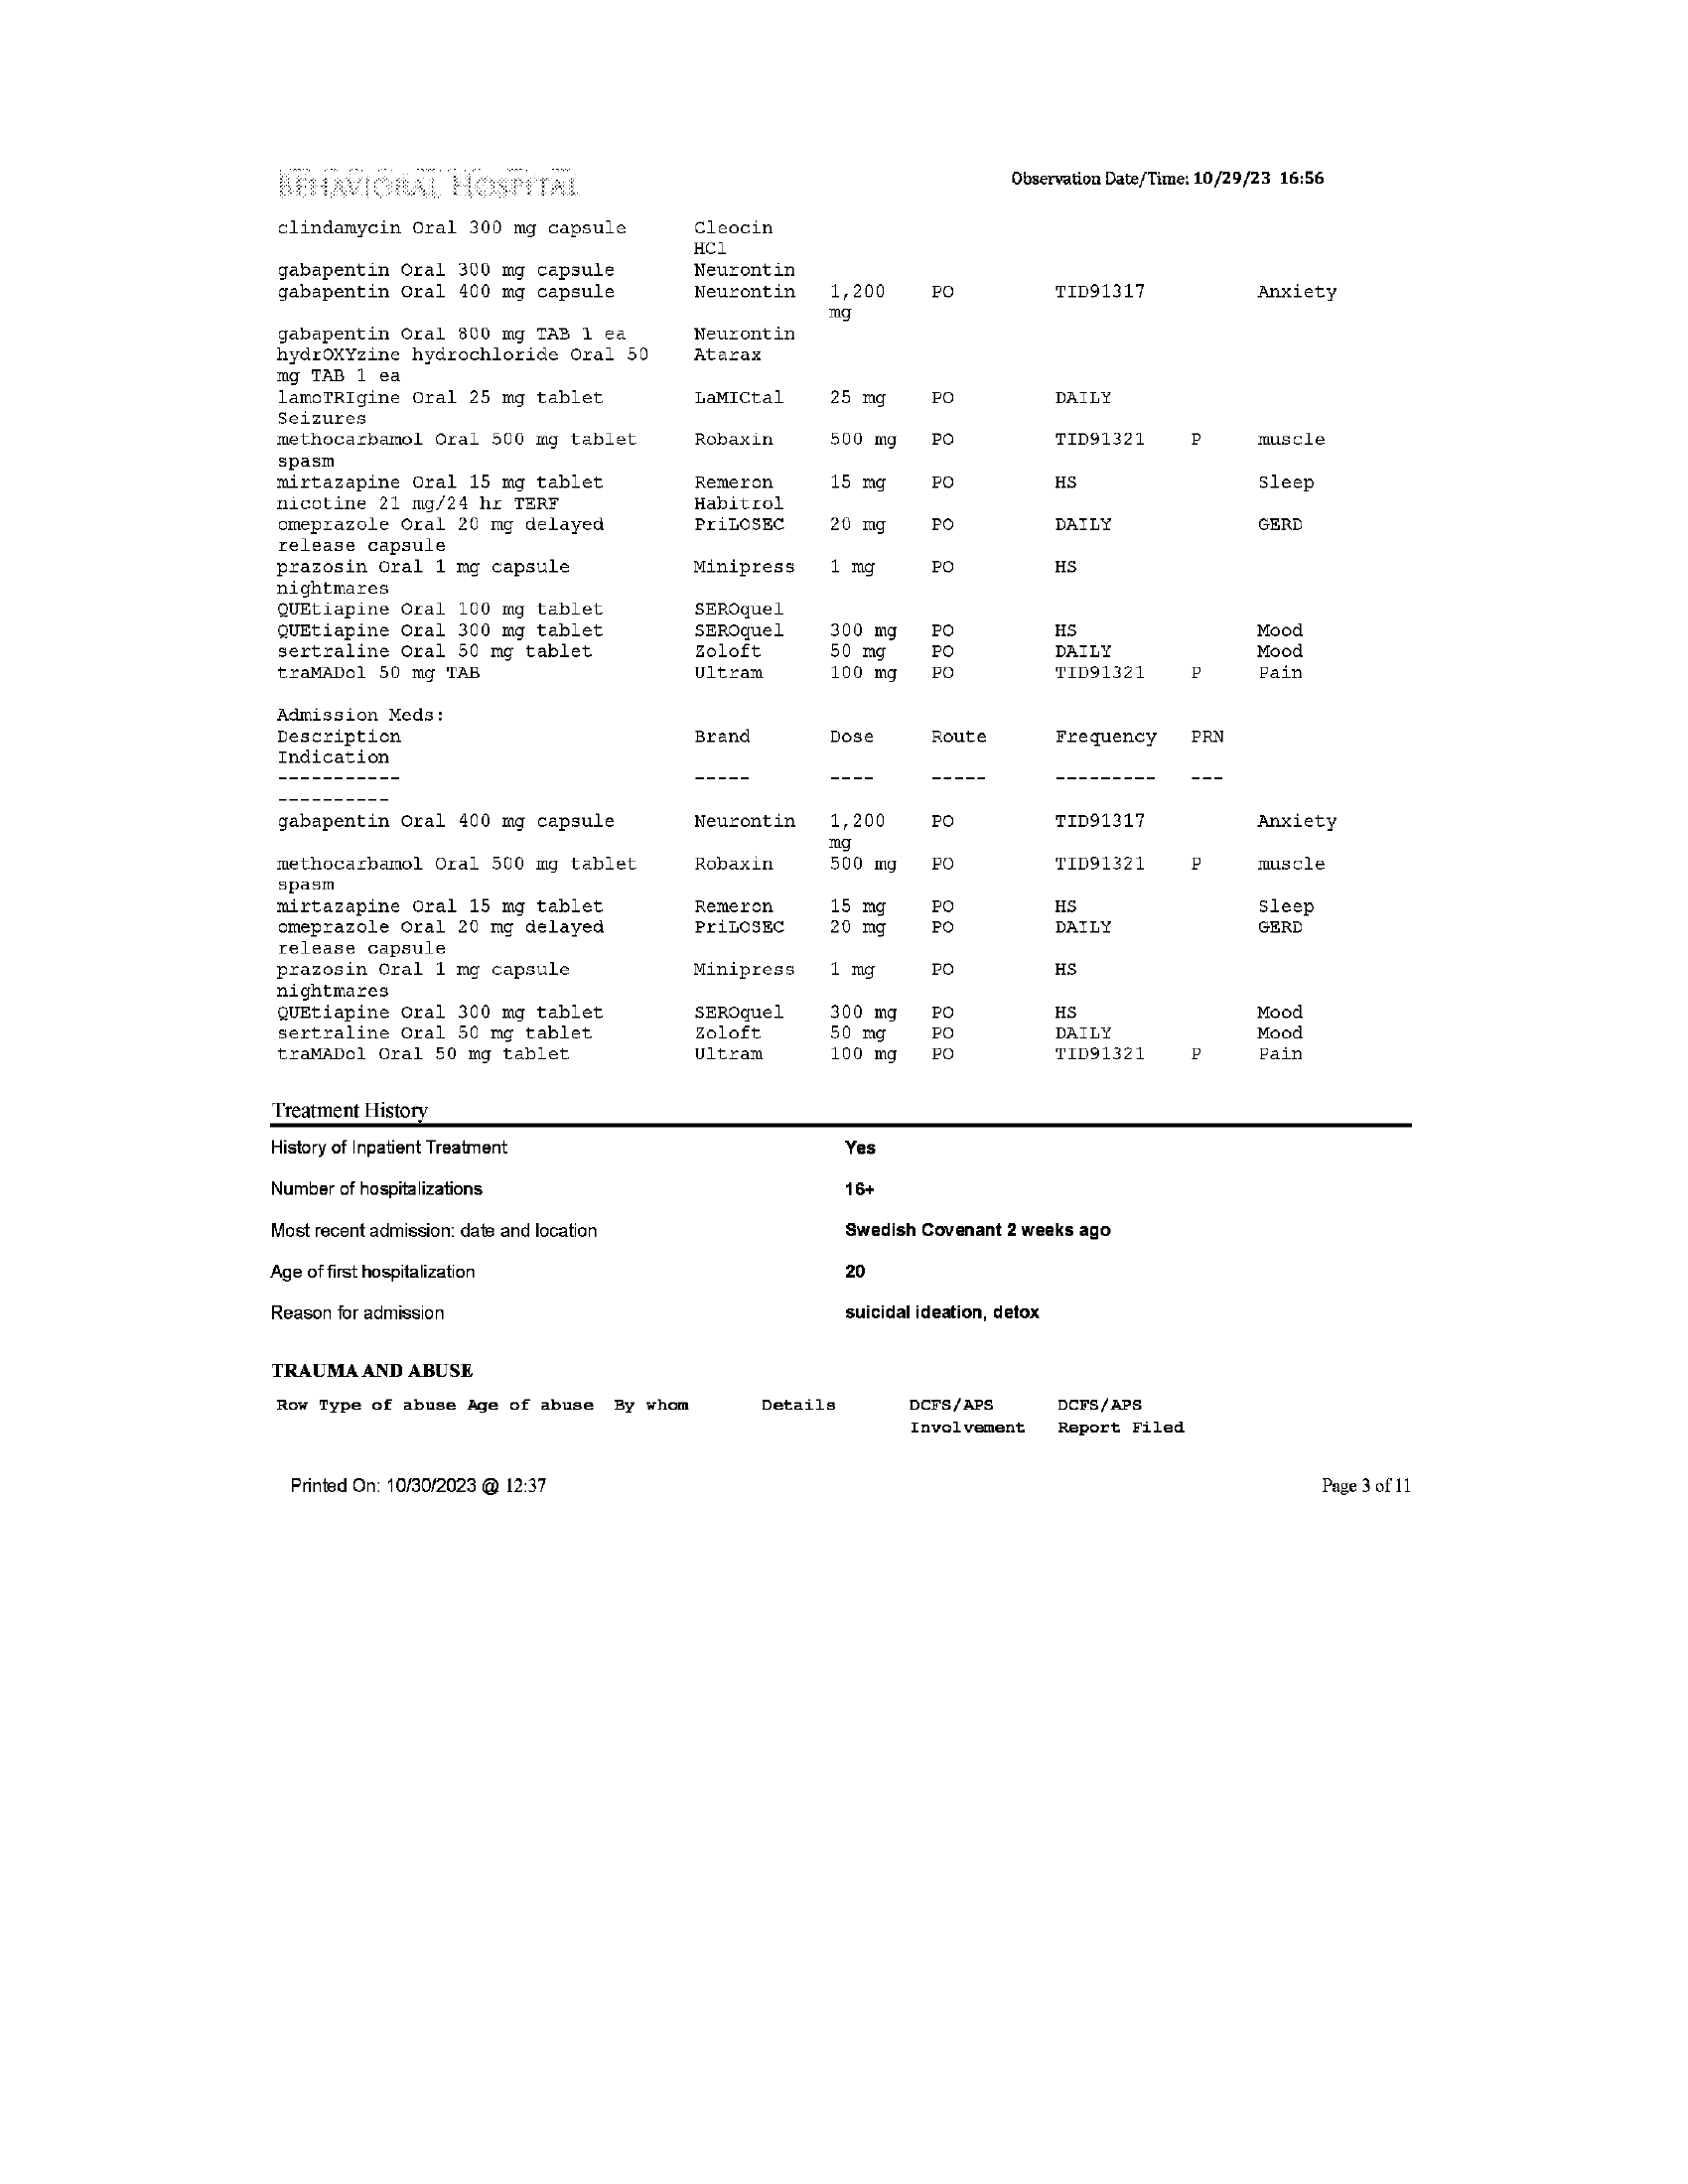 BEHAVIORAL HOSPITAL Observation Date/Time: 10/29/23 16:56
clindamycin Oral 300 mg capsule Cleocin
HCl
gabapentin Oral 300 mg capsule Neurontin
gabapentin Oral 400 mg capsule Neurontin 1,200 PO TID91317 Anxiety
mg
gabapentin Oral 800 mg TAB 1 ea Neurontin
hydrOXYzine hydrochloride Oral 50 Atarax
mg TAB 1 ea
lamoTRIgine Oral 25 mg tablet LaMICtal 25 mg PO DAILY
Seizures
methocarbamol Oral 500 mg tablet Robaxin 500 mg PO TID91321 P muscle
spasm
mirtazapine Oral 15 mg tablet Remeron 15 mg PO HS Sleep
nicotine 21 mg/24 hr TERF Habitrol
omeprazole Oral 20 mg delayed PriLOSEC 20 mg PO DAILY GERD
release capsule
prazosin Oral 1 mg capsule Minipress 1 mg PO HS
nightmares
QUEtiapine Oral 100 mg tablet SEROquel
QUEtiapine Oral 300 mg tablet SEROquel 300 mg PO HS Mood
sertraline Oral 50 mg tablet Zoloft 50 mg PO DAILY Mood
traMADol 50 mg TAB Ultram 100 mg PO TID91321 P Pain
Admission Meds:
Description Brand Dose Route Frequency PRN
Indication
----------- ----- ---- ----- --------- ---
----------
gabapentin Oral 400 mg capsule Neurontin 1,200 PO TID91317 Anxiety
mg
methocarbamol Oral 500 mg tablet Robaxin 500 mg PO TID91321 P muscle
spasm
mirtazapine Oral 15 mg tablet Remeron 15 mg PO HS Sleep
omeprazole Oral 20 mg delayed PriLOSEC 20 mg PO DAILY GERD
release capsule
prazosin Oral 1 mg capsule Minipress 1 mg PO HS
nightmares
QUEtiapine Oral 300 mg tablet SEROquel 300 mg PO HS Mood
sertraline Oral 50 mg tablet Zoloft 50 mg PO DAILY Mood
traMADol Oral 50 mg tablet Ultram 100 mg PO TID91321 P Pain
Treatment History
History of Inpatient Treatment Yes
Number of hospitalizations 16+
Most recent admission: date and location Swedish Covenant 2 weeks ago
Age of first hospitalization 20
Reason for admission suicidal ideation, detox
TRAUMA AND ABUSE
Row Type of abuse Age of abuse By whom Details DCFS/APS DCFS/APS
Involvement Report Filed
Printed On: 10/30/2023 @ 12:37 Page 3 of 11